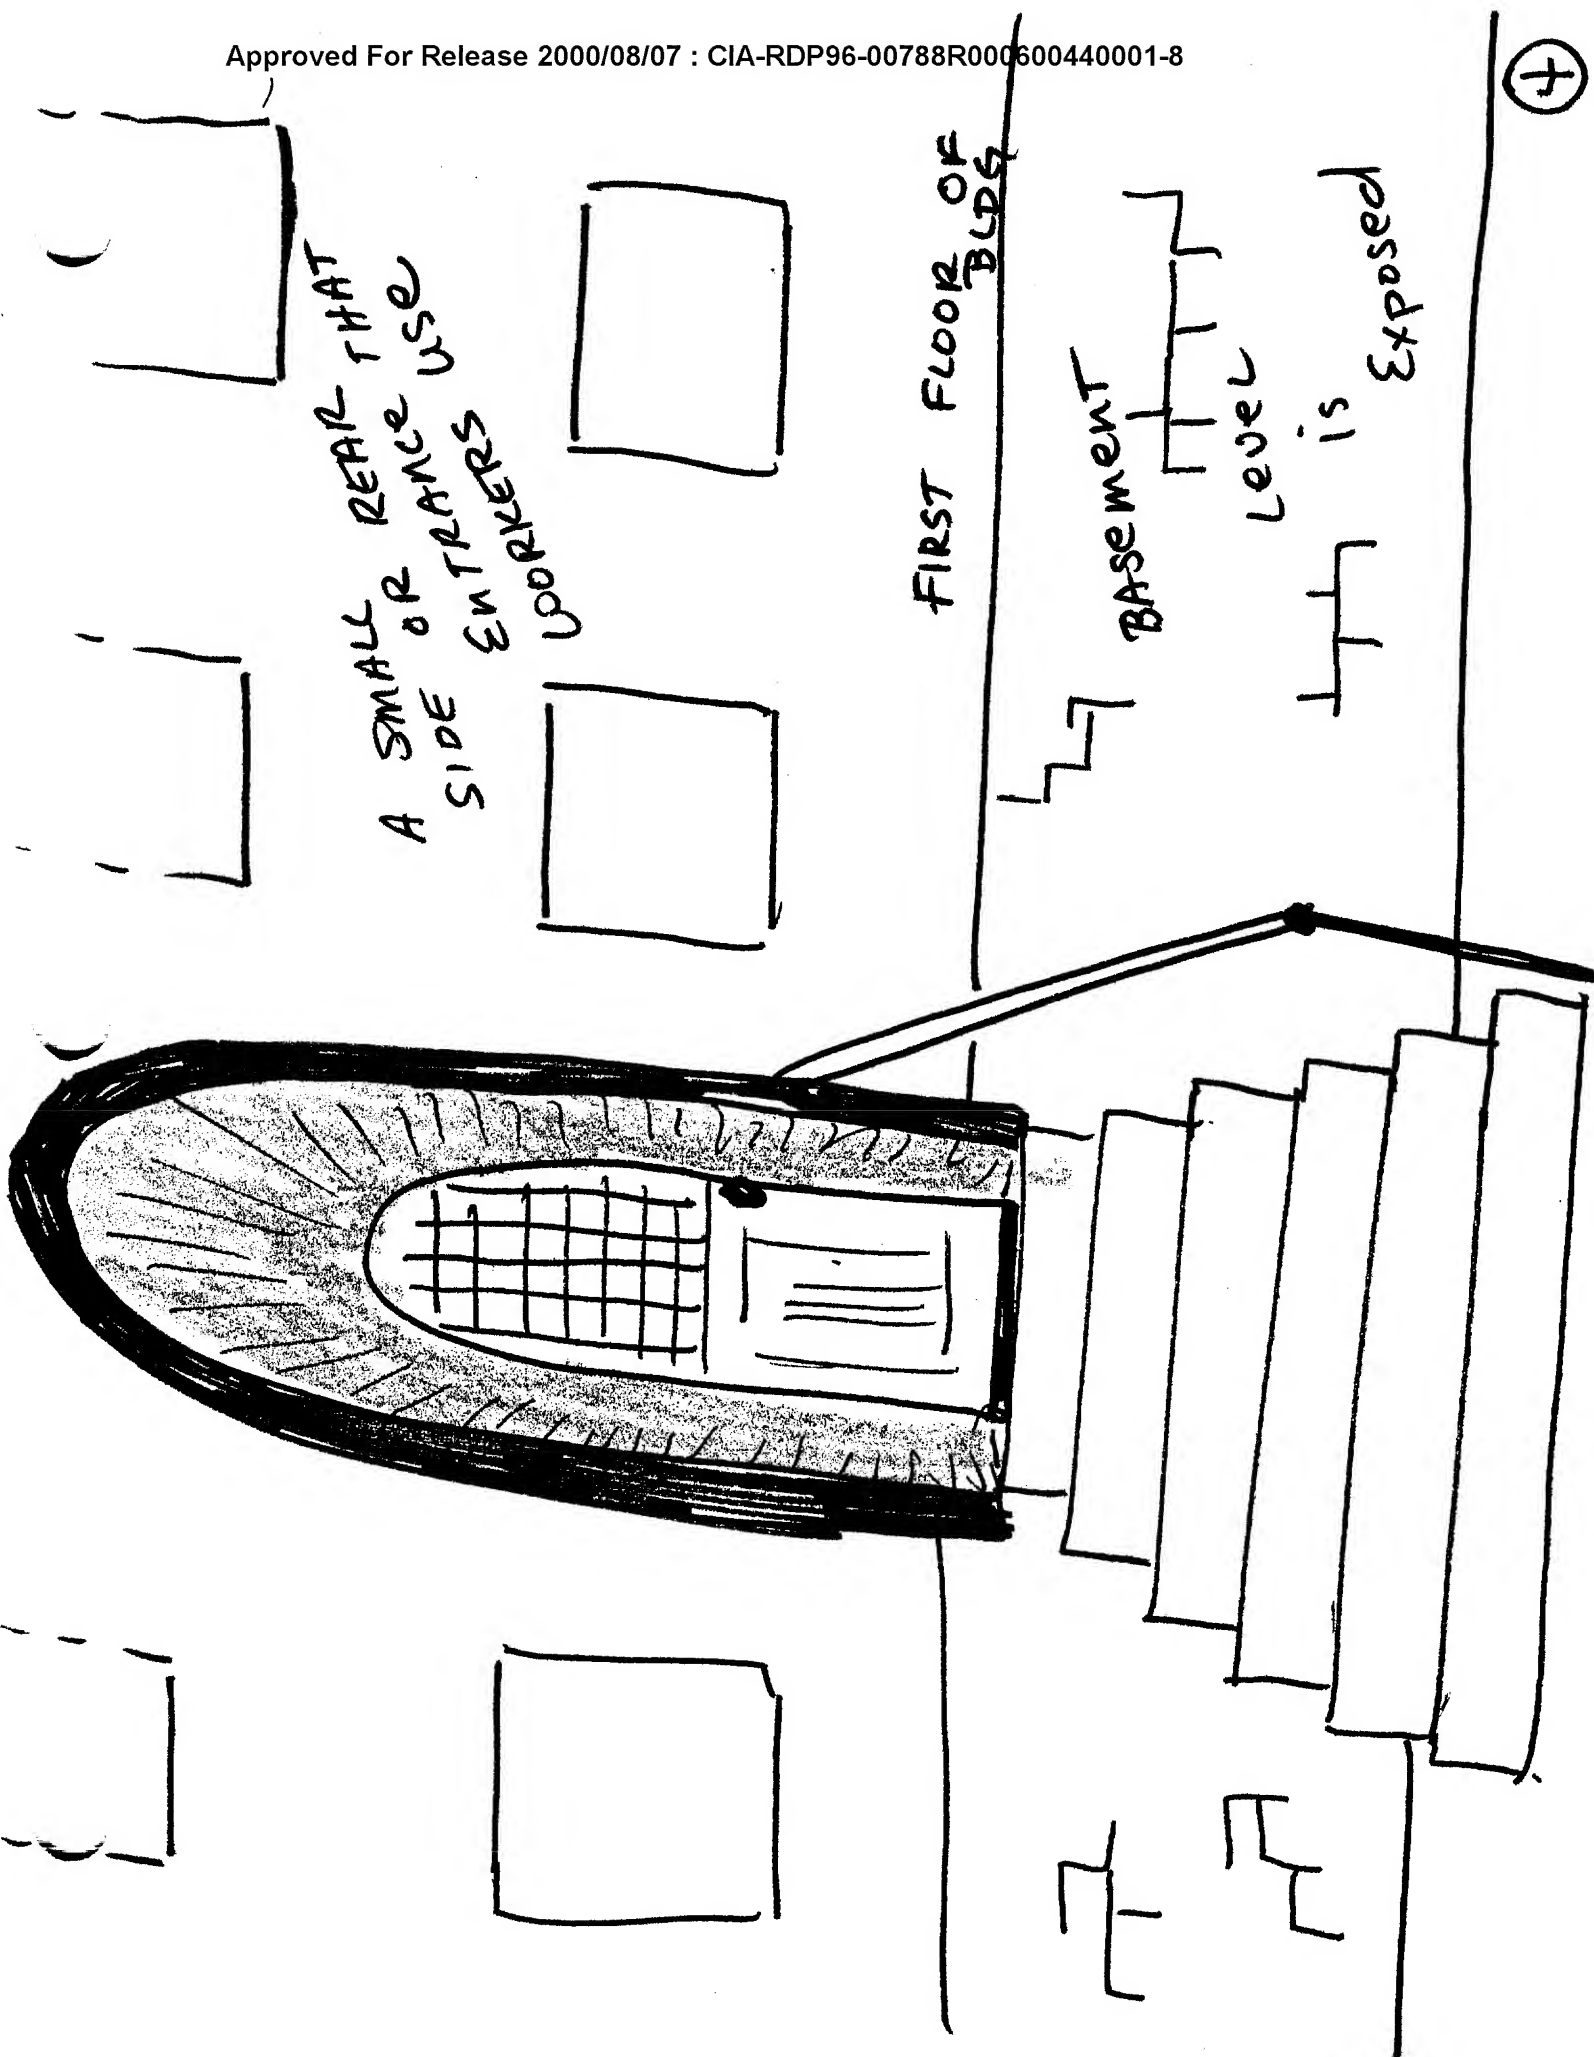 Approved For Release 2000/08/07 : CIA-RDP96-00788R000600440001-8
4
A SMALL
SIDE OR REAR
EnTRAnce THAT
WORKERS USe
FIRST FLOOR OF
BLDG
BAsemenT
LeveL
is
Exposed